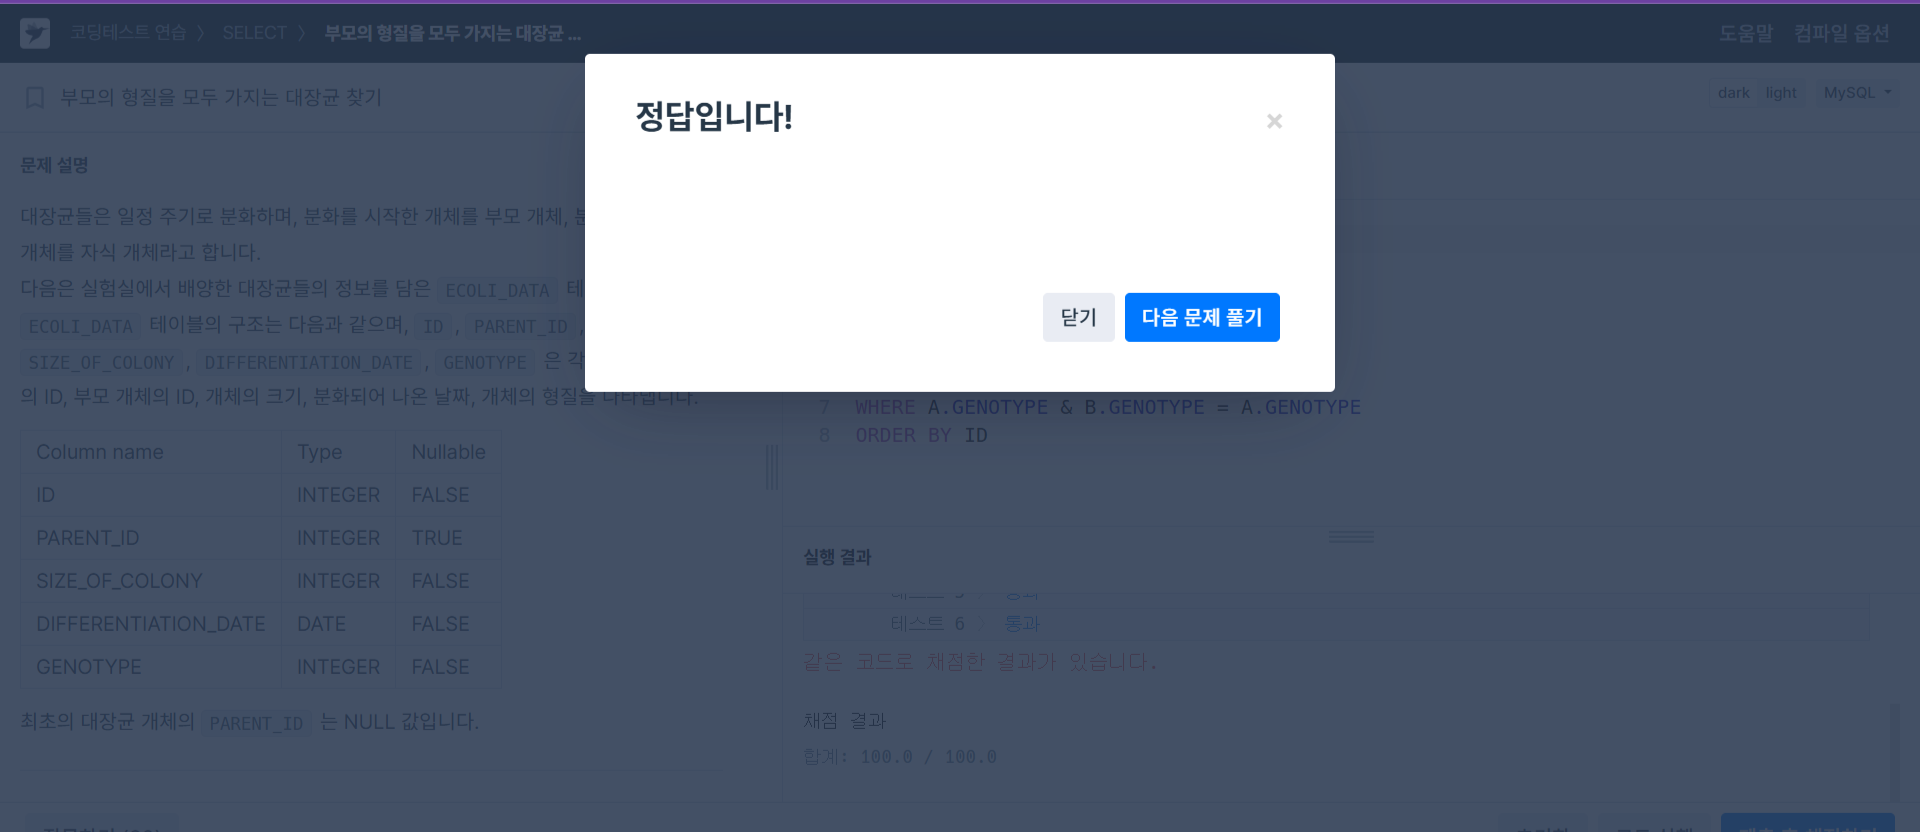 코딩테스트 연습 〉 SELECT 〉 부모의 형질을 모두 가지는 대장균 ...
도움말 컴파일 옵션
부모의 형질을 모두 가지는 대장균 찾기
dark light MySQL
정답입니다!
×
닫기 다음 문제 풀기
문제 설명
대장균들은 일정 주기로 분화하며, 분화를 시작한 개체를 부모 개체,
개체를 자식 개체라고 합니다.
다음은 실험실에서 배양한 대장균들의 정보를 담은 ECOLI_DATA
ECOLI_DATA 테이블의 구조는 다음과 같으며, ID, PARENT_ID,
SIZE_OF_COLONY, DIFFERENTIATION_DATE, GENOTYPE 은 각
의 ID, 부모 개체의 ID, 개체의 크기, 분화되어 나온 날짜, 개체의 형질을 나타냅니다.
Column name Type Nullable
ID INTEGER FALSE
PARENT_ID INTEGER TRUE
SIZE_OF_COLONY INTEGER FALSE
DIFFERENTIATION_DATE DATE FALSE
GENOTYPE INTEGER FALSE
최초의 대장균 개체의 PARENT_ID 는 NULL 값입니다.
7 WHERE A.GENOTYPE & B.GENOTYPE = A.GENOTYPE
8 ORDER BY ID
실행 결과
테스트 6 〉 통과
같은 코드로 채점한 결과가 있습니다.
채점 결과
합계: 100.0 / 100.0